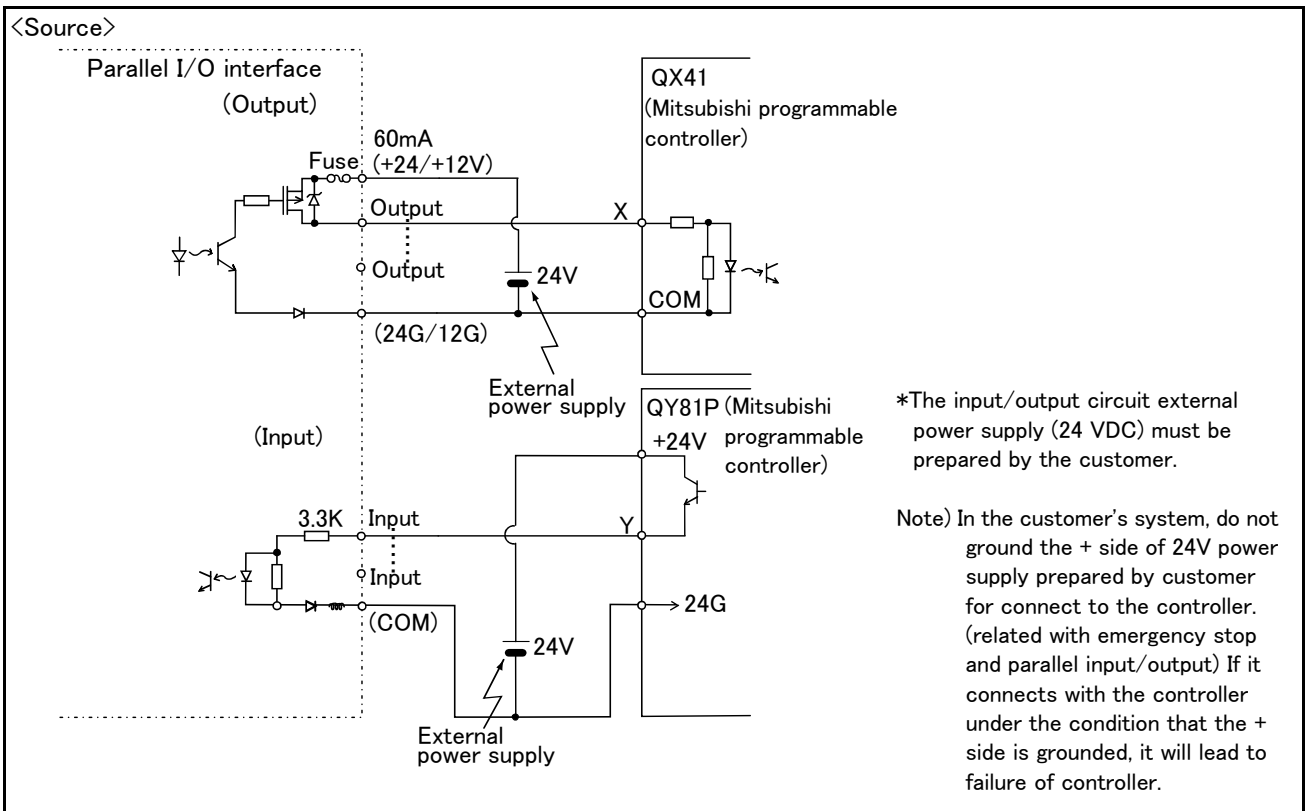 <Source>
Parallel I/O interface
(Output)
QX41
(Mitsubishi programmable
controller)
60mA
Fuse (+24/+12V)
Output
X
Output
24V
COM
(24G/12G)
External
power supply
QY81P (Mitsubishi
programmable
controller)
+24V
(Input)
3.3K
Input
Y
Input
(COM)
24G
24V
External
power supply
*The input/output circuit external
power supply (24 VDC) must be
prepared by the customer.
Note) In the customer's system, do not
ground the + side of 24V power
supply prepared by customer
for connect to the controller.
(related with emergency stop
and parallel input/output) If it
connects with the controller
under the condition that the +
side is grounded, it will lead to
failure of controller.